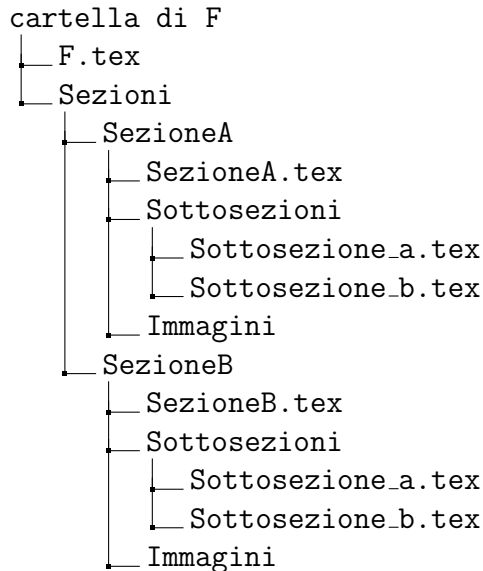 cartella di F
F.tex
Sezioni
SezioneA
SezioneA.tex
Sottosezioni
Sottosezione_a.tex
Sottosezione_b.tex
Immagini
SezioneB
SezioneB.tex
Sottosezioni
Sottosezione_a.tex
Sottosezione_b.tex
Immagini